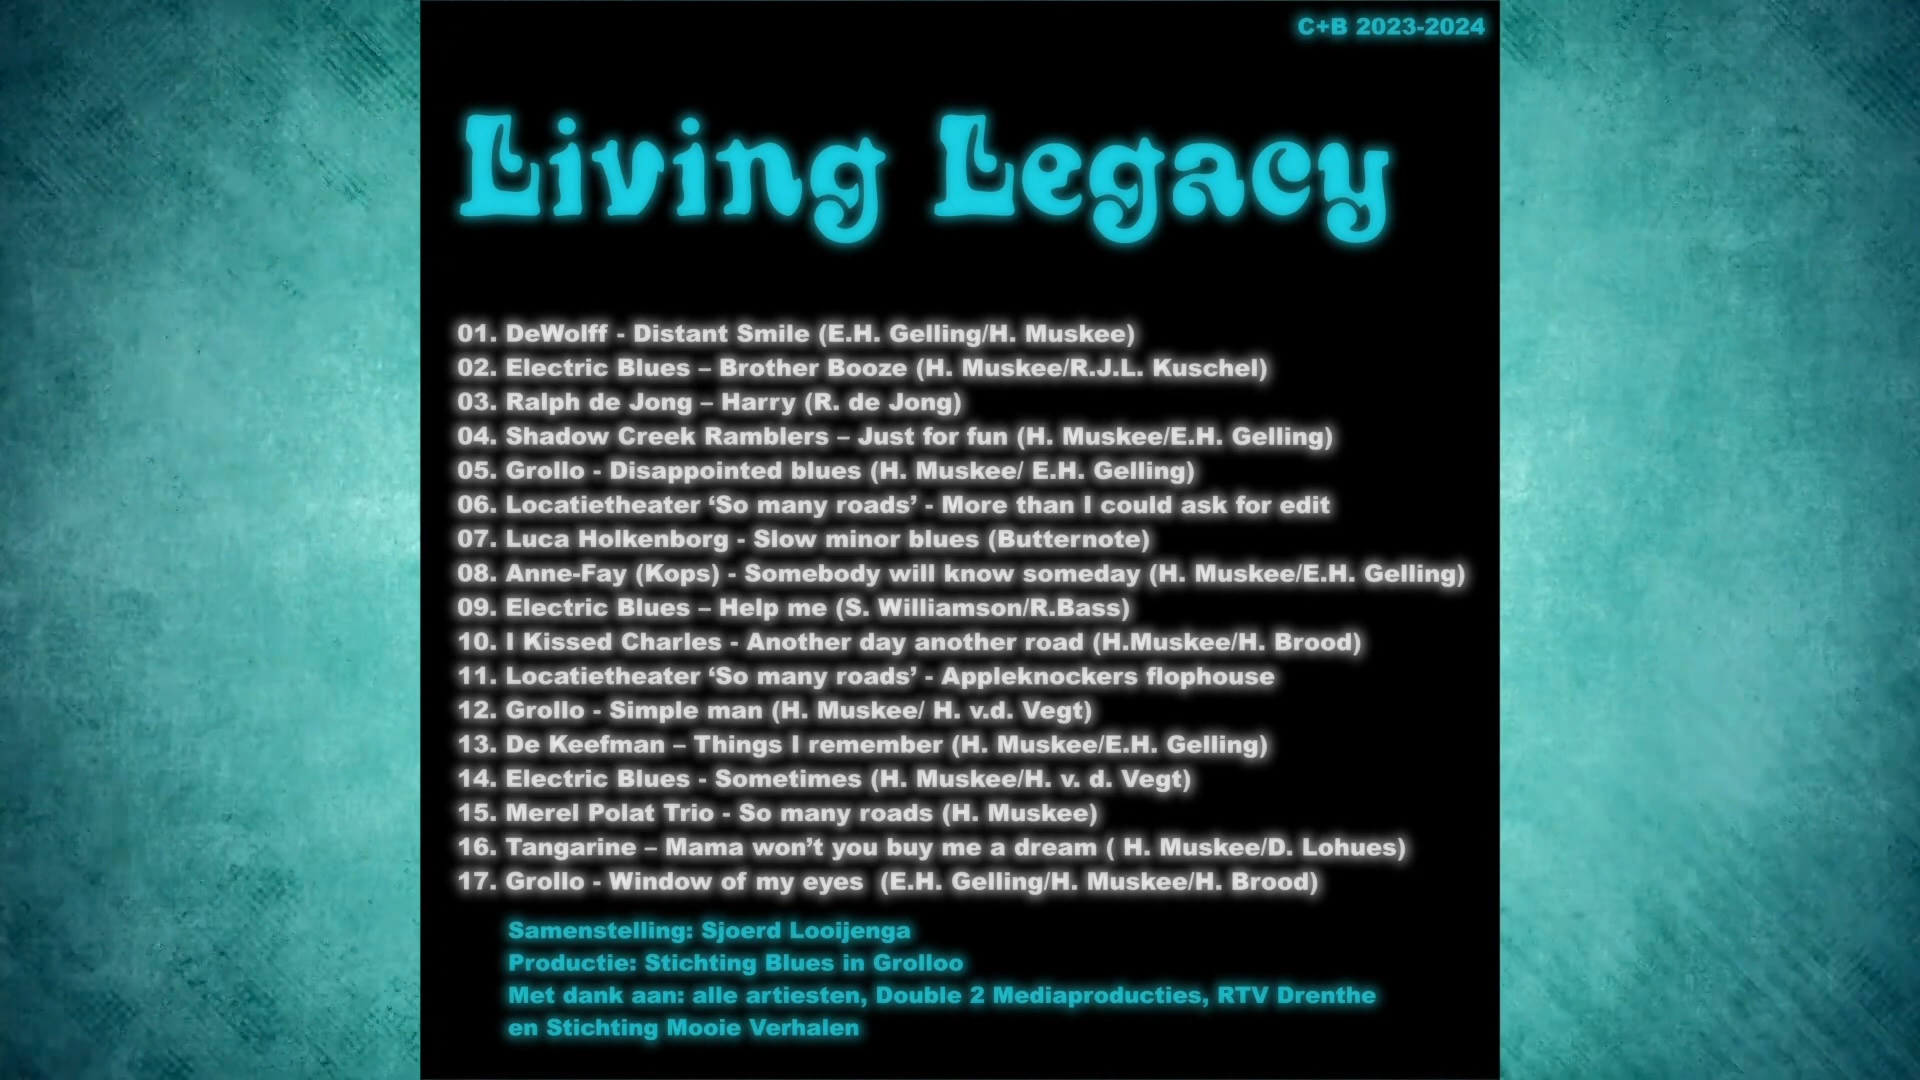 C+B 2023-2024
Living Legacy
01. DeWolff - Distant Smile (E.H. Gelling/H. Muskee)
02. Electric Blues – Brother Booze (H. Muskee/R.J.L. Kuschel)
03. Ralph de Jong – Harry (R. de Jong)
04. Shadow Creek Ramblers – Just for fun (H. Muskee/E.H. Gelling)
05. Grollo - Disappointed blues (H. Muskee/ E.H. Gelling)
06. Locatietheater ‘So many roads’ - More than I could ask for edit
07. Luca Holkenborg - Slow minor blues (Butternote)
08. Anne-Fay (Kops) - Somebody will know someday (H. Muskee/E.H. Gelling)
09. Electric Blues – Help me (S. Williamson/R.Bass)
10. I Kissed Charles - Another day another road (H.Muskee/H. Brood)
11. Locatietheater ‘So many roads’ - Appleknockers flophouse
12. Grollo - Simple man (H. Muskee/ H. v.d. Vegt)
13. De Keefman – Things I remember (H. Muskee/E.H. Gelling)
14. Electric Blues - Sometimes (H. Muskee/H. v. d. Vegt)
15. Merel Polat Trio - So many roads (H. Muskee)
16. Tangarine – Mama won’t you buy me a dream ( H. Muskee/D. Lohues)
17. Grollo - Window of my eyes  (E.H. Gelling/H. Muskee/H. Brood)
Samenstelling: Sjoerd Looijenga
Productie: Stichting Blues in Grolloo
Met dank aan: alle artiesten, Double 2 Mediaproducties, RTV Drenthe
en Stichting Mooie Verhalen